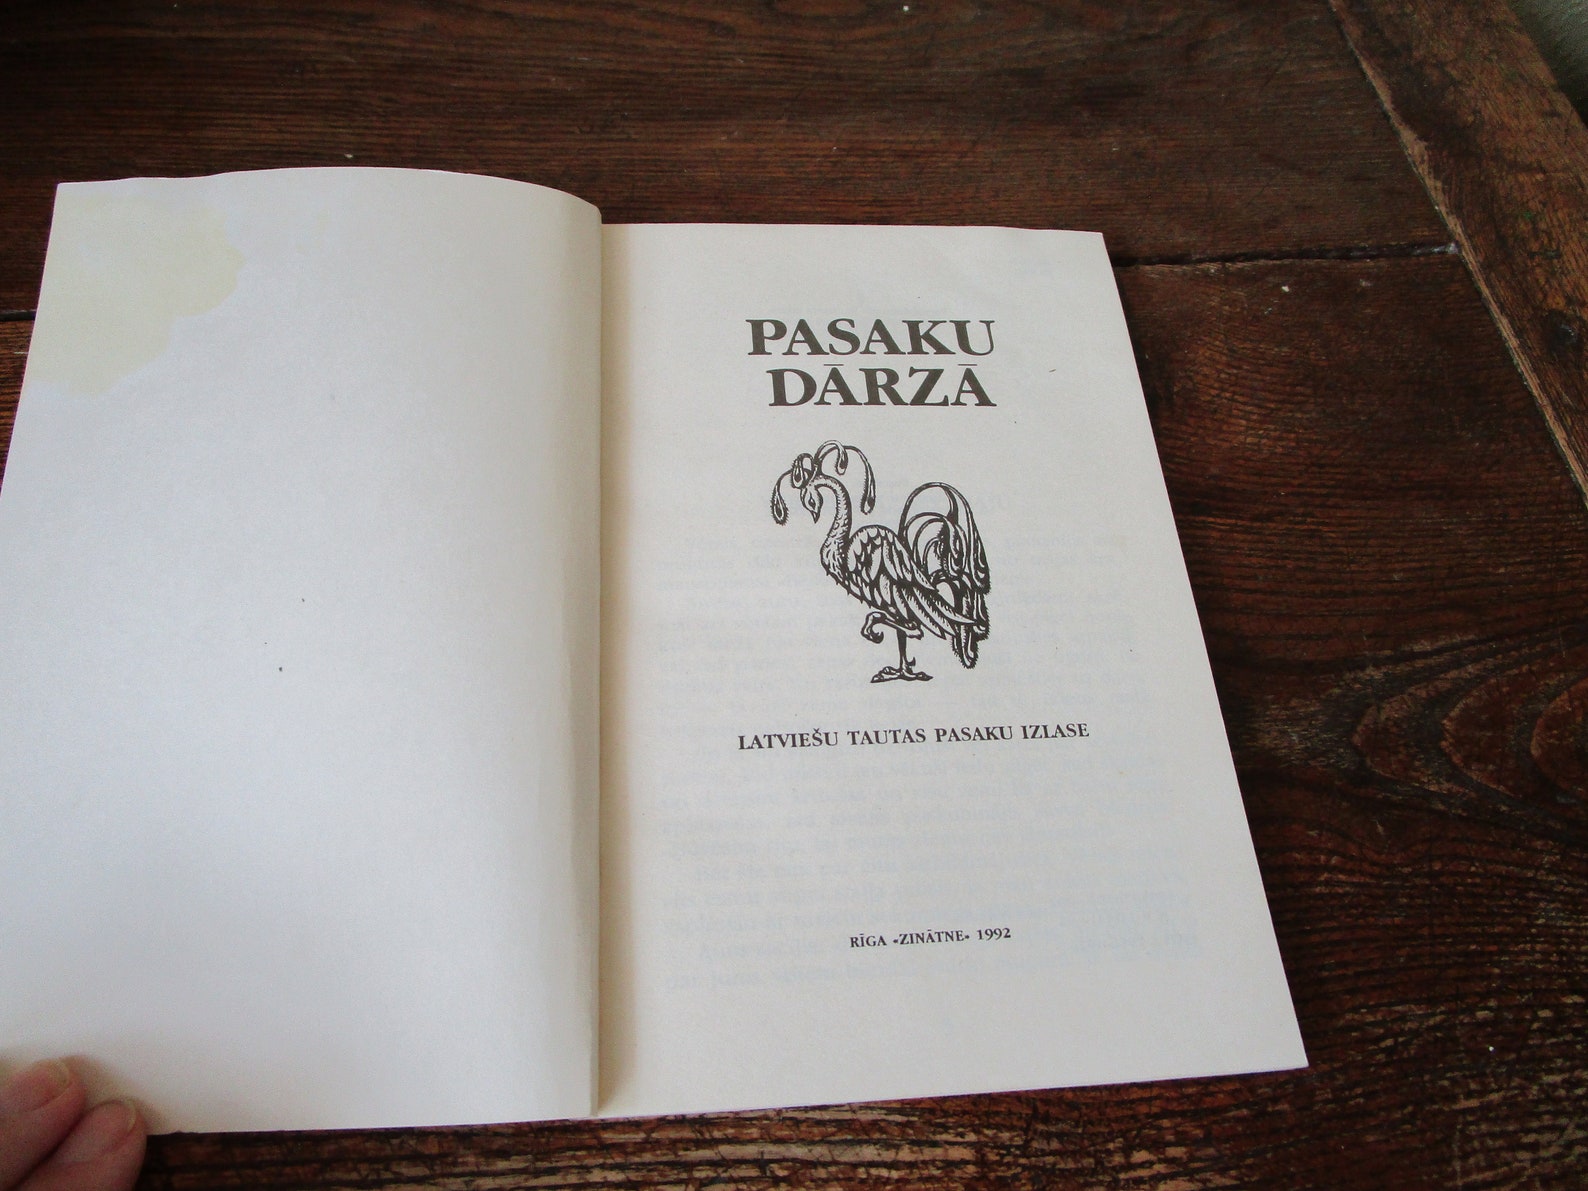 PASAKU
DĀRZĀ
LATVIEŠU TAUTAS PASAKU IZLASE
RĪGA «ZINĀTNE» 1992